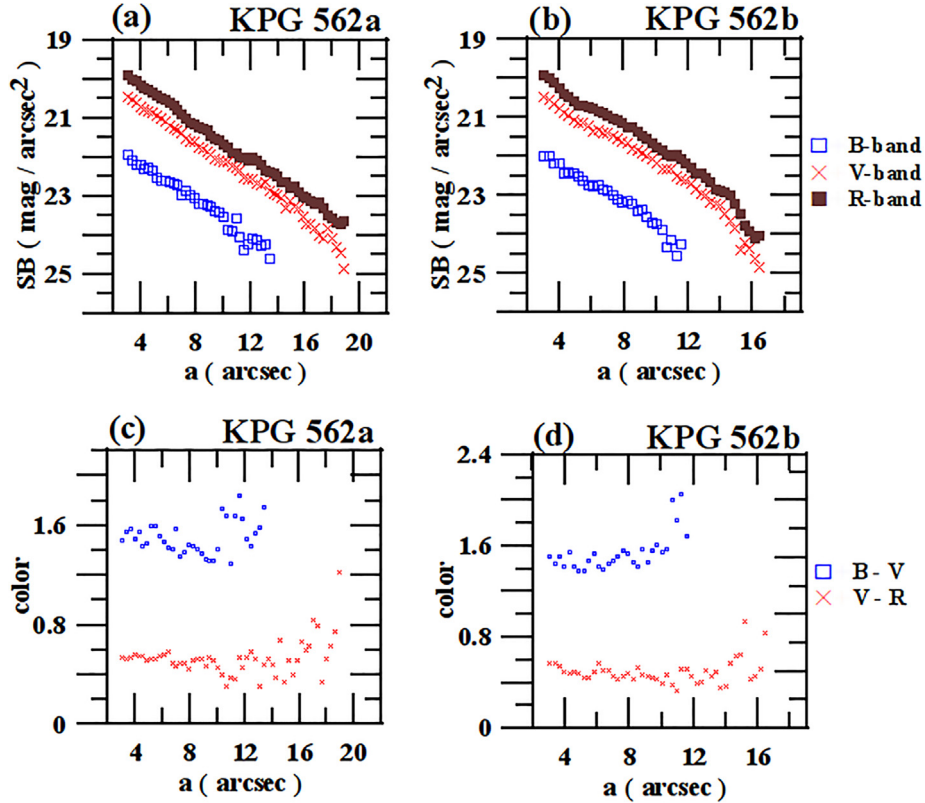 (a) KPG 562a
(b) KPG 562b
19
21
23
25
SB ( mag / arcsec2 )
4 8 12 16 20
a ( arcsec )
19
21
23
25
SB ( mag / arcsec2 )
4 8 12 16
a ( arcsec )
B-band
V-band
R-band
(c) KPG 562a
(d) KPG 562b
1.6
0.8
0
color
4 8 12 16 20
a ( arcsec )
2.4
1.6
0.8
0
color
4 8 12 16
a ( arcsec )
B - V
V - R